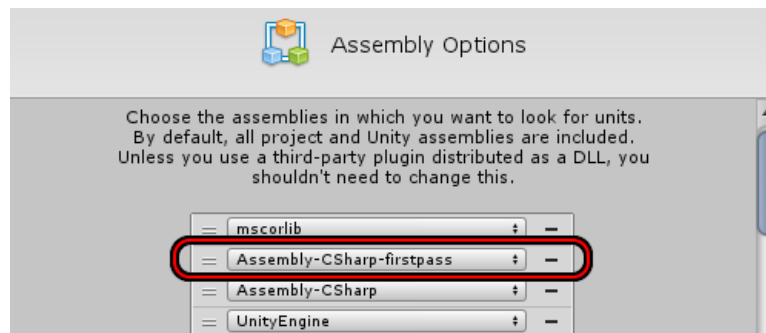 Assembly Options
Choose the assemblies in which you want to look for units.
By default, all project and Unity assemblies are included.
Unless you use a third-party plugin distributed as a DLL, you
shouldn't need to change this.
mscorlib
Assembly-CSharp-firstpass
Assembly-CSharp
UnityEngine